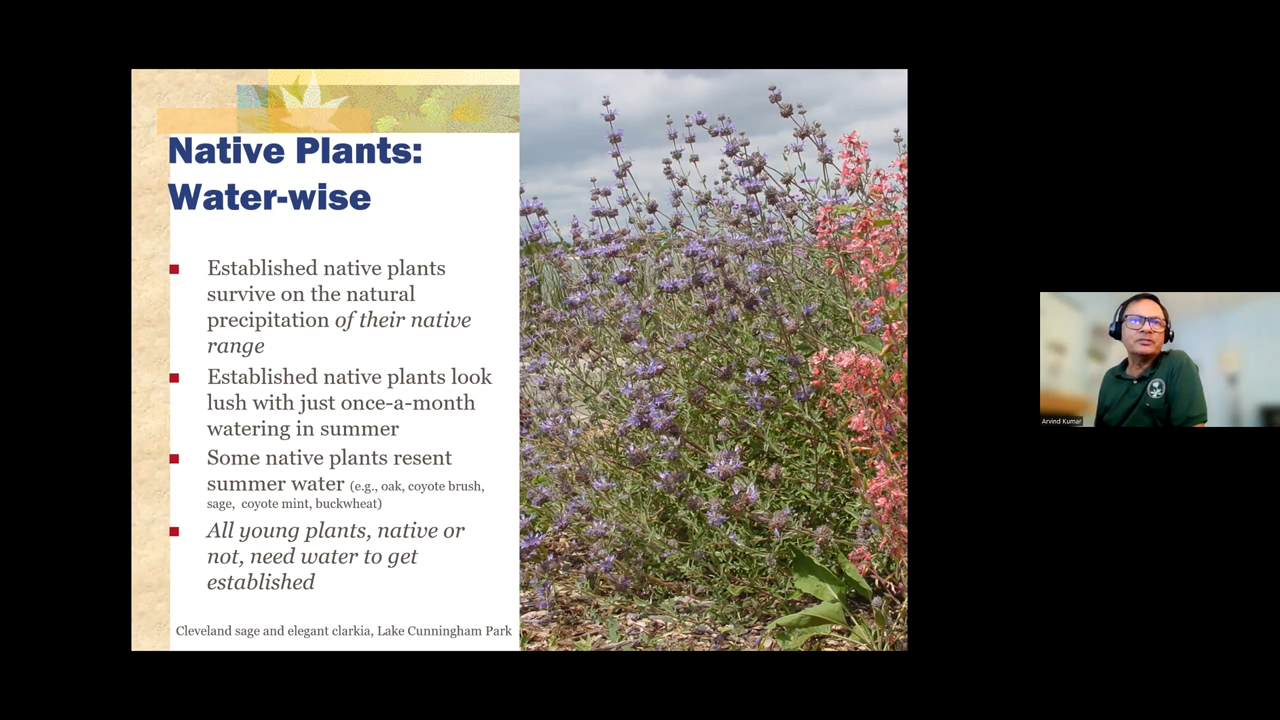 Native Plants:
Water-wise
Established native plants
survive on the natural
precipitation of their native
range
Established native plants look
lush with just once-a-month
watering in summer
Some native plants resent
summer water (e.g., oak, coyote brush,
sage, coyote mint, buckwheat)
All young plants, native or
not, need water to get
established
Cleveland sage and elegant clarkia, Lake Cunningham Park
Arvind Kumar